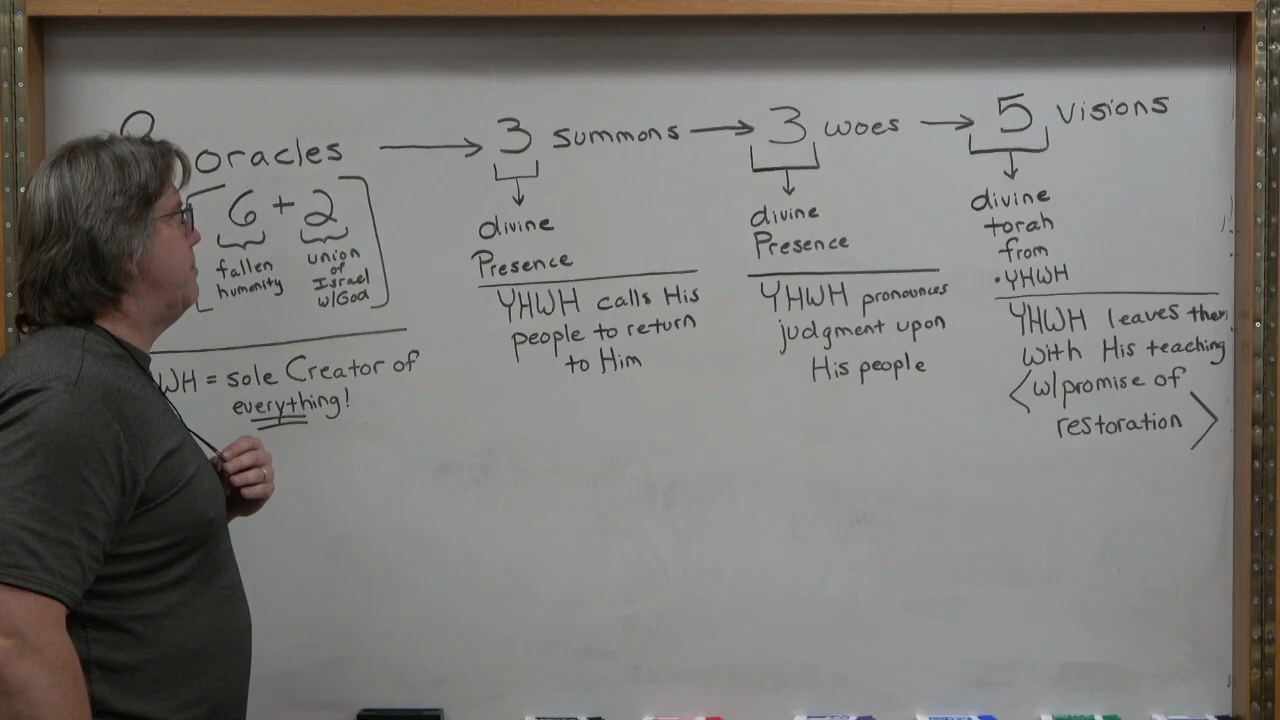 oracles → 3 summons → 3 woes → 5 visions
[6 + 2]
fallen
humanity
union
of
Israel
w/God
WH = sole Creator of
everything!
divine
Presence
YHWH calls His
people to return
to Him
divine
Presence
YHWH pronounces
judgment upon
His people
divine
torah
from
YHWH
YHWH leaves them
with His teaching
<w/promise of
restoration>